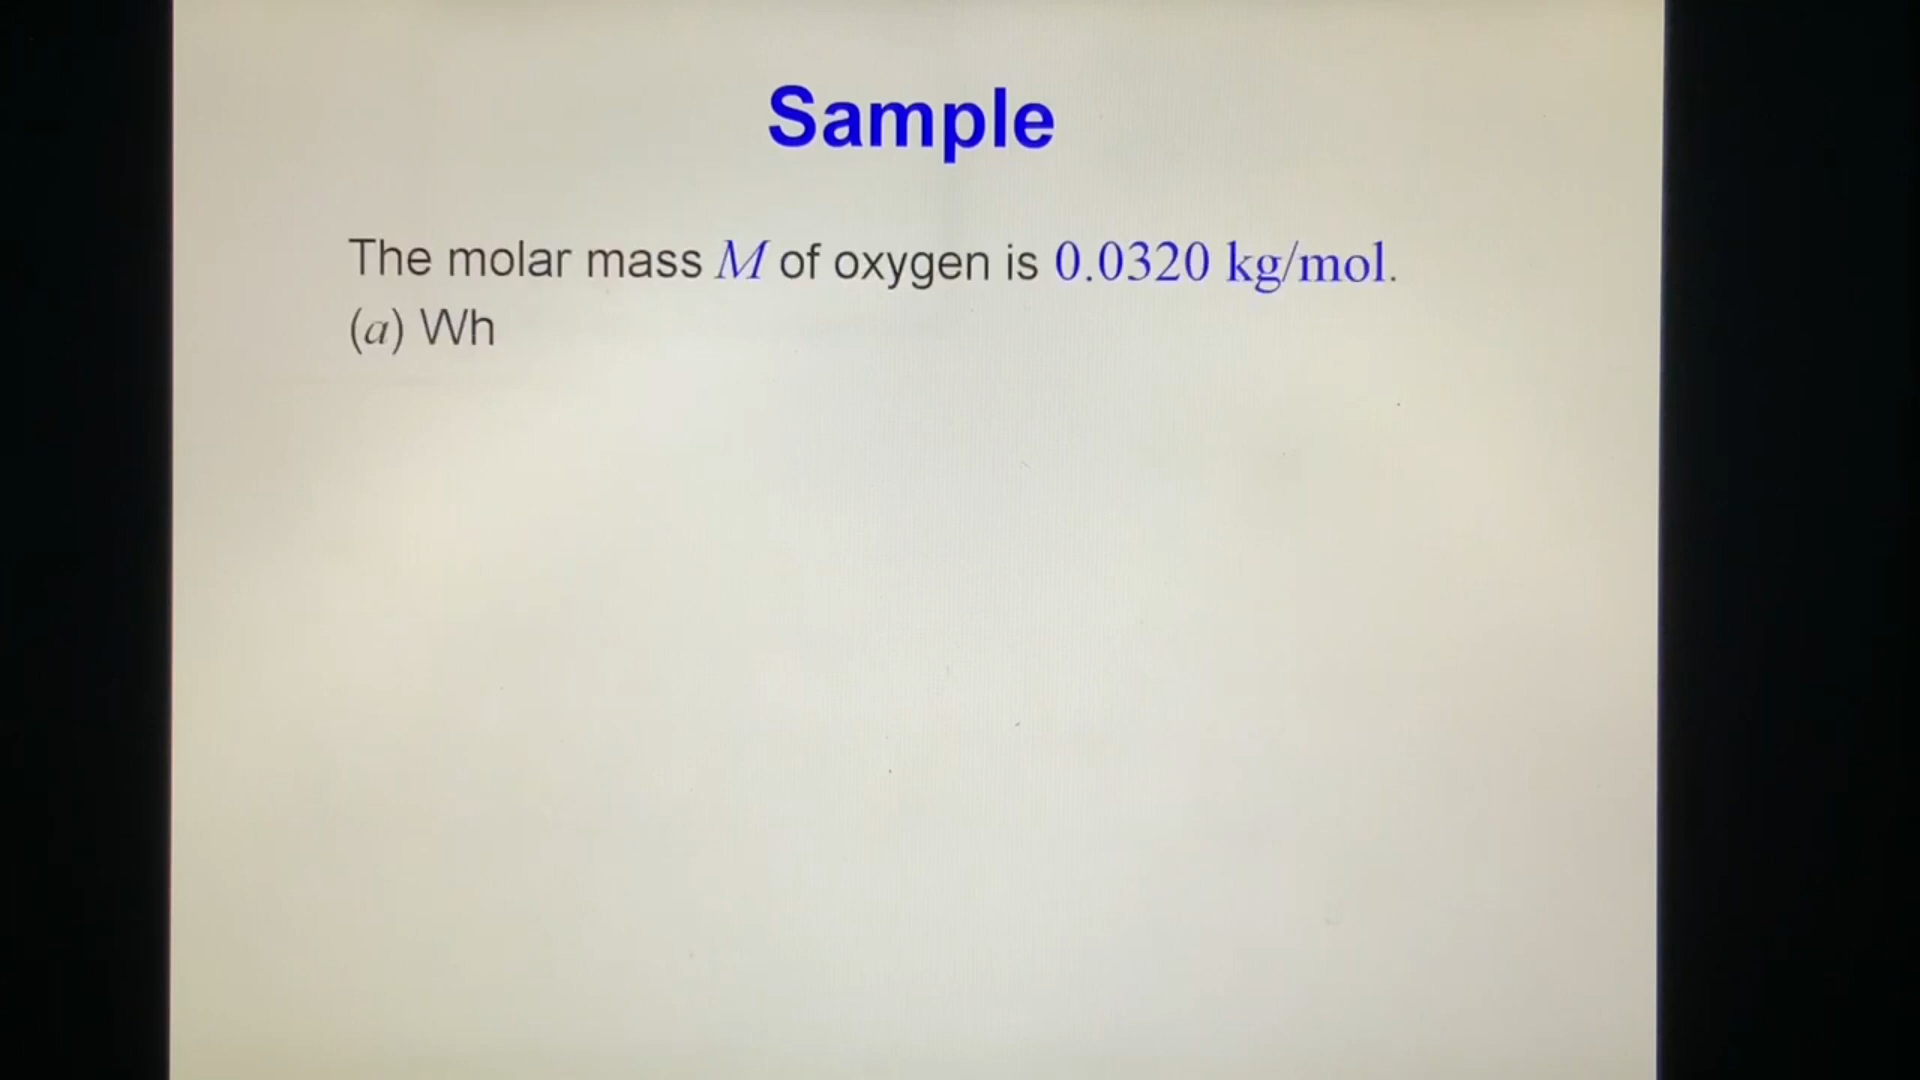 Sample
The molar mass M of oxygen is 0.0320 kg/mol.
(a) Wh